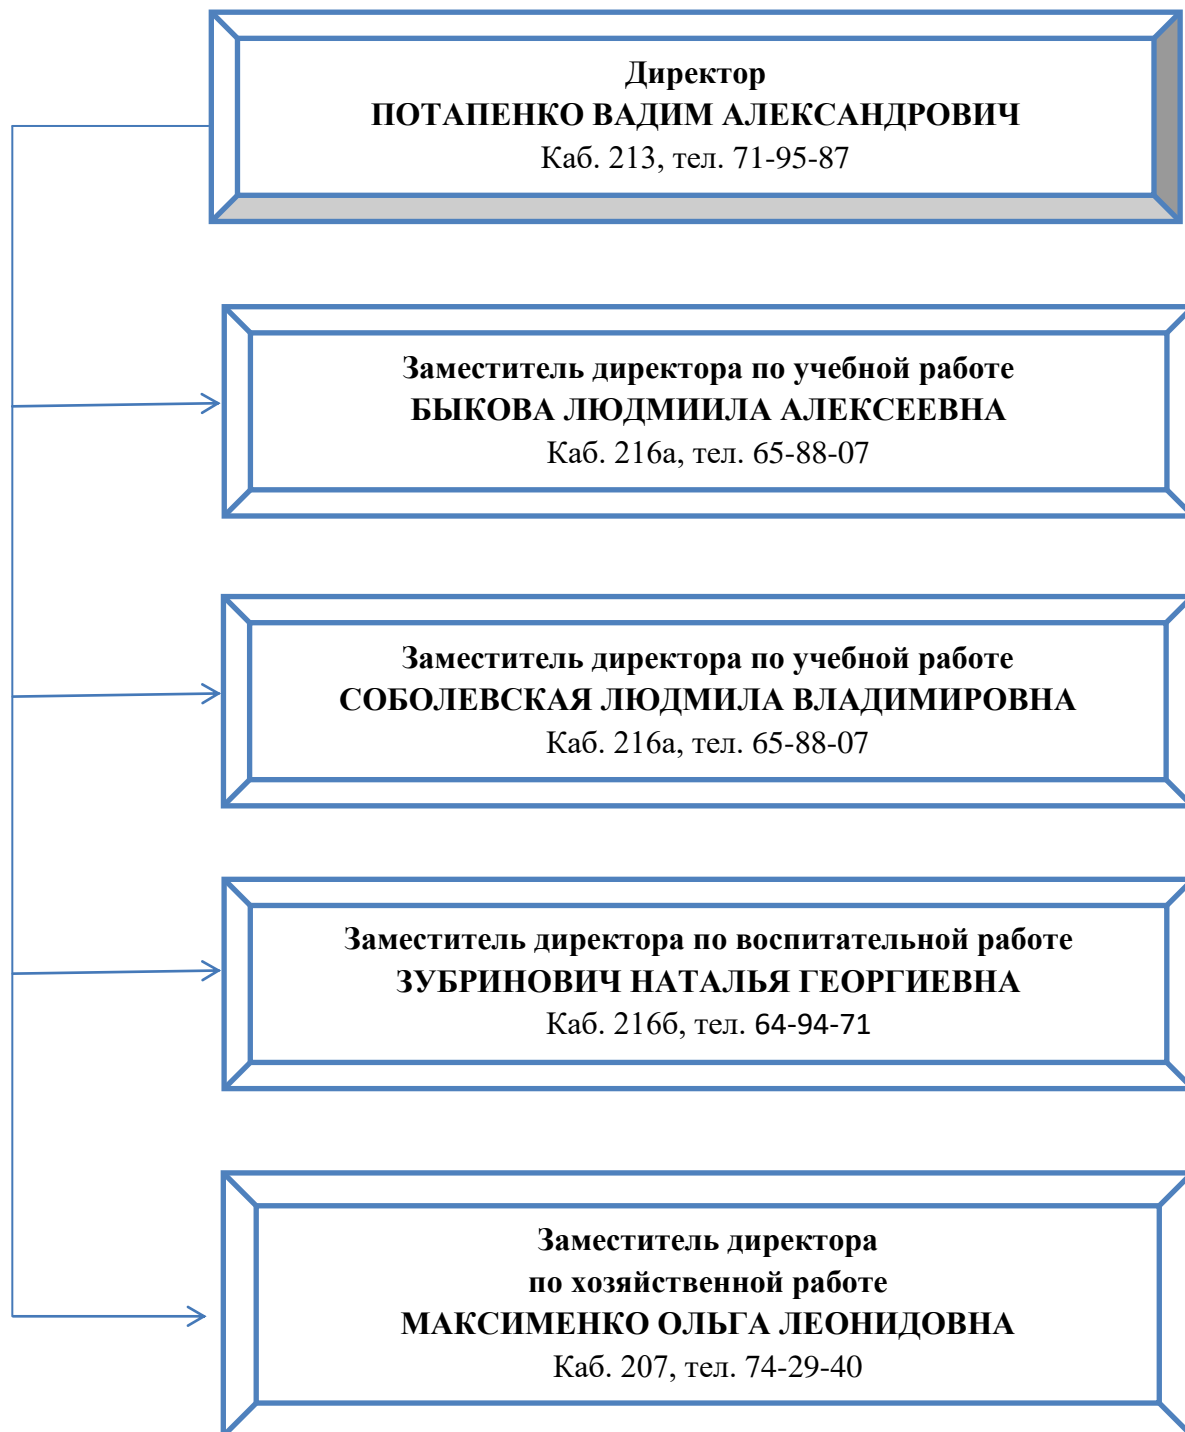 Директор
ПОТАПЕНКО ВАДИМ АЛЕКСАНДРОВИЧ
Каб. 213, тел. 71-95-87
Заместитель директора по учебной работе
БЫКОВА ЛЮДМИИЛА АЛЕКСЕЕВНА
Каб. 216а, тел. 65-88-07
Заместитель директора по учебной работе
СОБОЛЕВСКАЯ ЛЮДМИЛА ВЛАДИМИРОВНА
Каб. 216а, тел. 65-88-07
Заместитель директора по воспитательной работе
ЗУБРИНОВИЧ НАТАЛЬЯ ГЕОРГИЕВНА
Каб. 216б, тел. 64-94-71
Заместитель директора
по хозяйственной работе
МАКСИМЕНКО ОЛЬГА ЛЕОНИДОВНА
Каб. 207, тел. 74-29-40